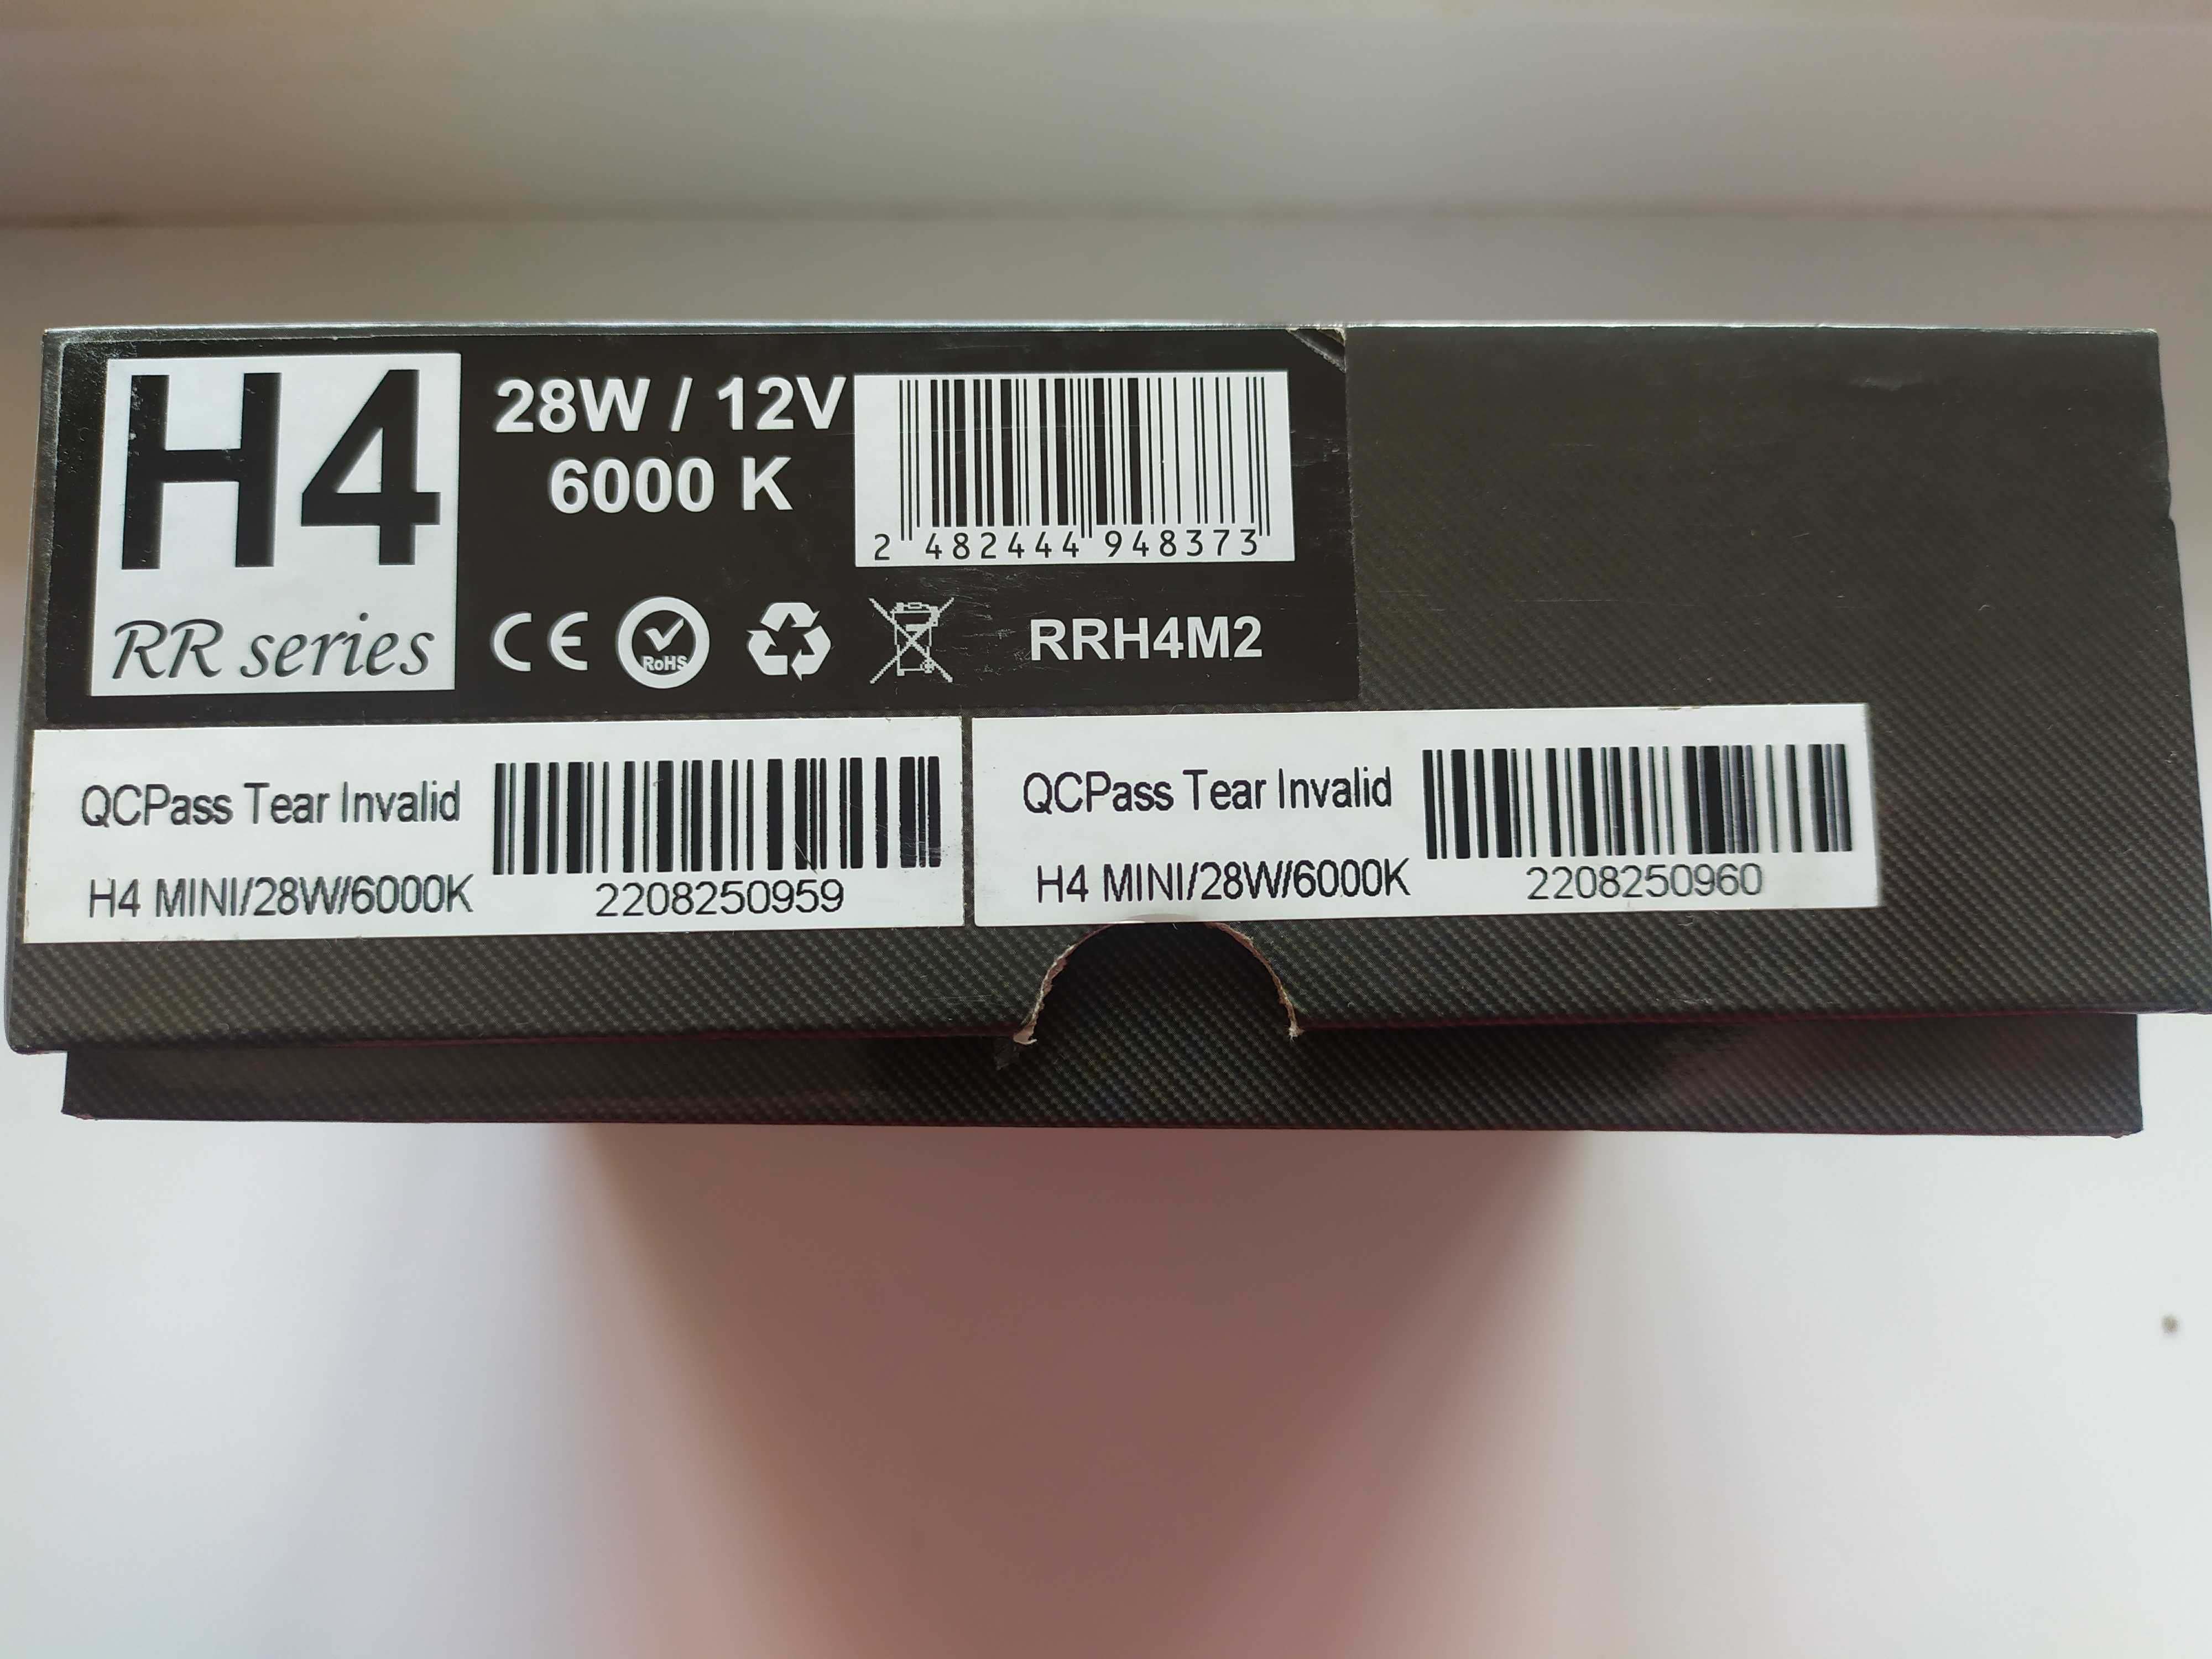 H4
RR series
28W / 12V
6000 K
2 482444 948373
CE
RoHS
RRH4M2
QCPass Tear Invalid
H4 MINI/28W/6000K
2208250959
QCPass Tear Invalid
H4 MINI/28W/6000K
2208250960